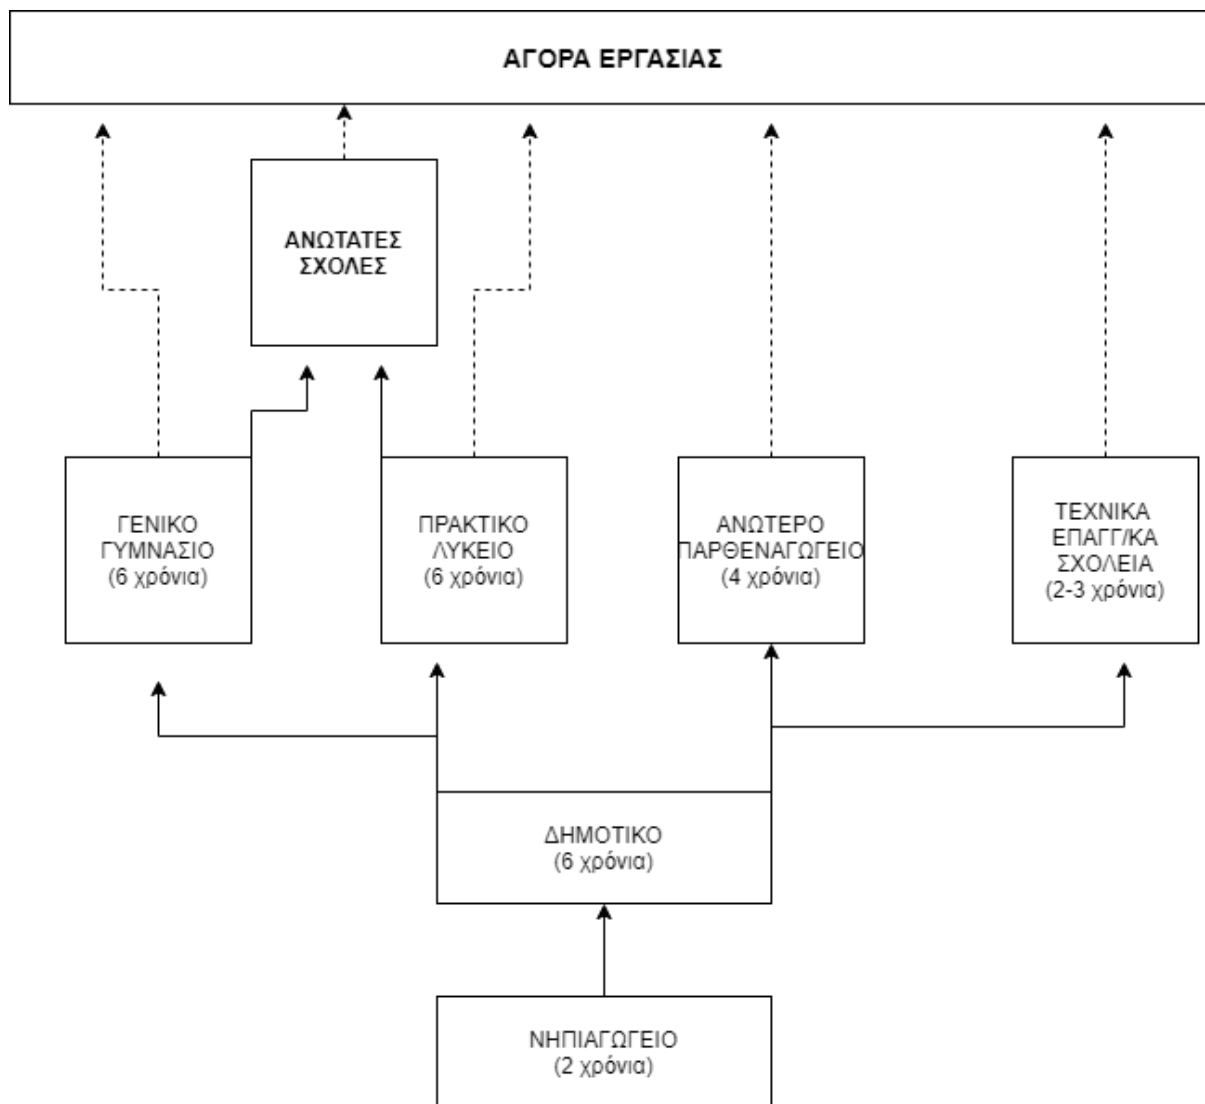 ΑΓΟΡΑ ΕΡΓΑΣΙΑΣ
ΑΝΩΤΑΤΕΣ
ΣΧΟΛΕΣ
ΓΕΝΙΚΟ
ΓΥΜΝΑΣΙΟ
(6 χρόνια)
ΠΡΑΚΤΙΚΟ
ΛΥΚΕΙΟ
(6 χρόνια)
ΑΝΩΤΕΡΟ
ΠΑΡΘΕΝΑΓΩΓΕΙΟ
(4 χρόνια)
ΤΕΧΝΙΚΑ
ΕΠΑΓΓ/ΚΑ
ΣΧΟΛΕΙΑ
(2-3 χρόνια)
ΔΗΜΟΤΙΚΟ
(6 χρόνια)
ΝΗΠΙΑΓΩΓΕΙΟ
(2 χρόνια)